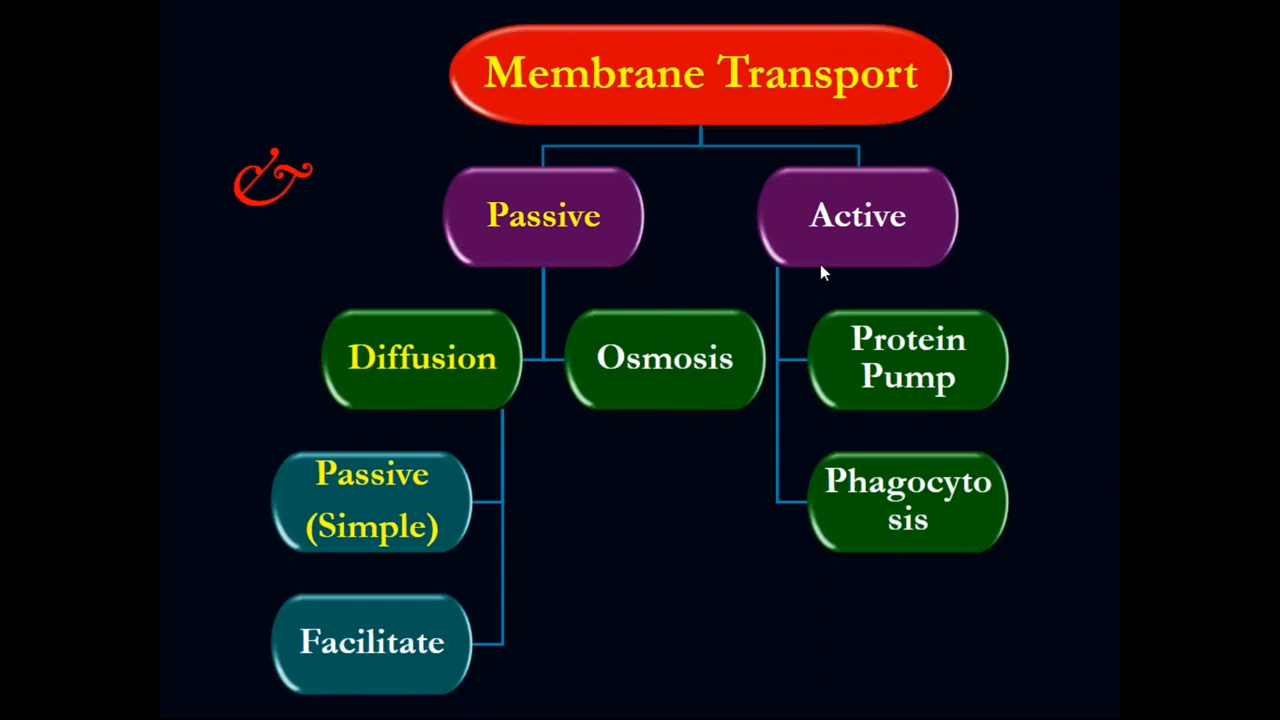 Membrane Transport
&
Passive
Active
Diffusion
Osmosis
Protein
Pump
Passive
(Simple)
Phagocyto
sis
Facilitate